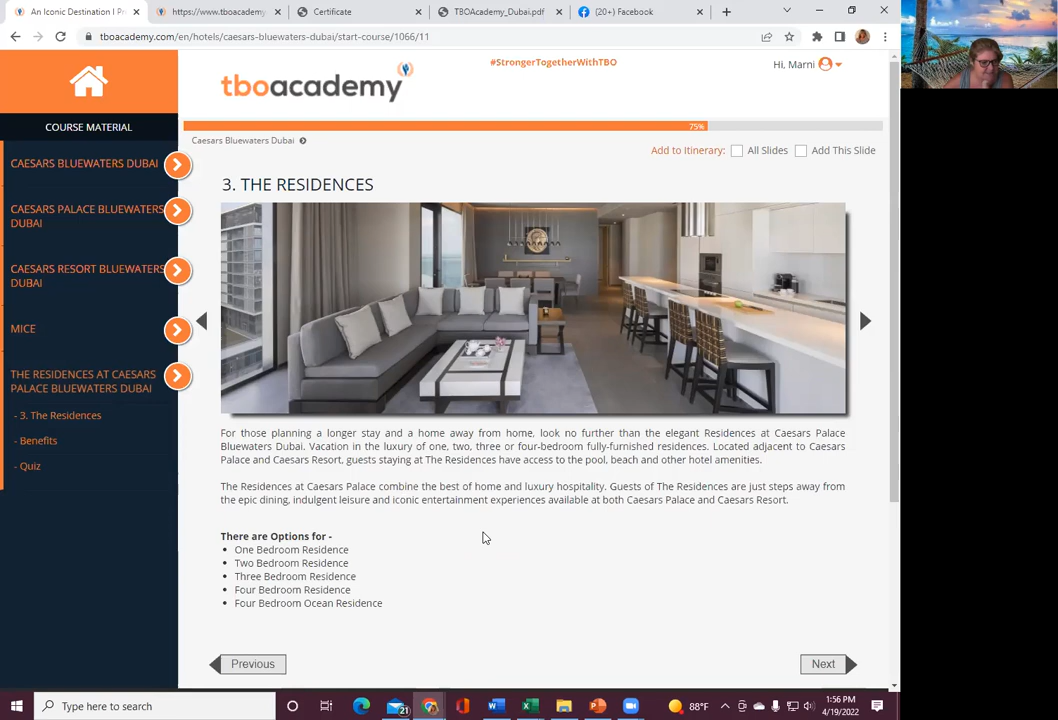 An Iconic Destination I P
https://www.tboacademy
Certificate
TBOAcademy_Dubai.pdf
(20+) Facebook
tboacademy.com/en/hotels/caesars-bluewaters-dubai/start-course/1066/11
#StrongerTogetherWithTBO
Hi, Marni
tboacademy
COURSE MATERIAL
75%
Caesars Bluewaters Dubai
Add to Itinerary: All Slides Add This Slide
CAESARS BLUEWATERS DUBAI
CAESARS PALACE BLUEWATERS
DUBAI
CAESARS RESORT BLUEWATERS
DUBAI
MICE
THE RESIDENCES AT CAESARS
PALACE BLUEWATERS DUBAI
- 3. The Residences
- Benefits
- Quiz
3. THE RESIDENCES
For those planning a longer stay and a home away from home, look no further than the elegant Residences at Caesars Palace
Bluewaters Dubai. Vacation in the luxury of one, two, three or four-bedroom fully-furnished residences. Located adjacent to Caesars
Palace and Caesars Resort, guests staying at The Residences have access to the pool, beach and other hotel amenities.
The Residences at Caesars Palace combine the best of home and luxury hospitality. Guests of The Residences are just steps away from
the epic dining, indulgent leisure and iconic entertainment experiences available at both Caesars Palace and Caesars Resort.
There are Options for -
• One Bedroom Residence
• Two Bedroom Residence
• Three Bedroom Residence
• Four Bedroom Residence
• Four Bedroom Ocean Residence
Previous
Next
Type here to search
21
88°F
1:56 PM
4/19/2022